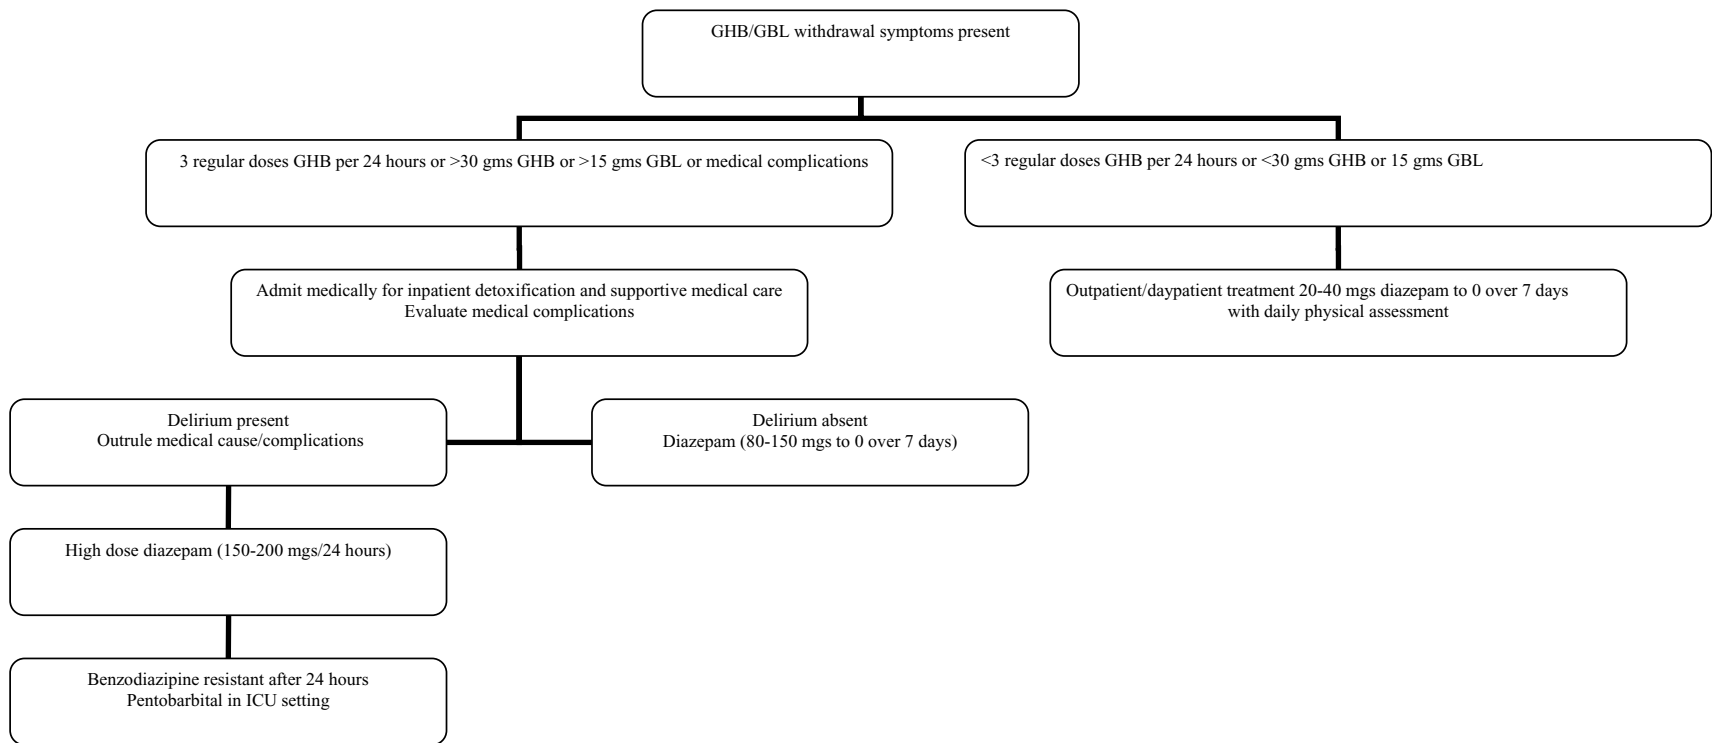 GHB/GBL withdrawal symptoms present
3 regular doses GHB per 24 hours or >30 gms GHB or >15 gms GBL or medical complications
<3 regular doses GHB per 24 hours or <30 gms GHB or 15 gms GBL
Admit medically for inpatient detoxification and supportive medical care
Evaluate medical complications
Outpatient/daypatient treatment 20-40 mgs diazepam to 0 over 7 days
with daily physical assessment
Delirium present
Outrule medical cause/complications
Delirium absent
Diazepam (80-150 mgs to 0 over 7 days)
High dose diazepam (150-200 mgs/24 hours)
Benzodiazipine resistant after 24 hours
Pentobarbital in ICU setting